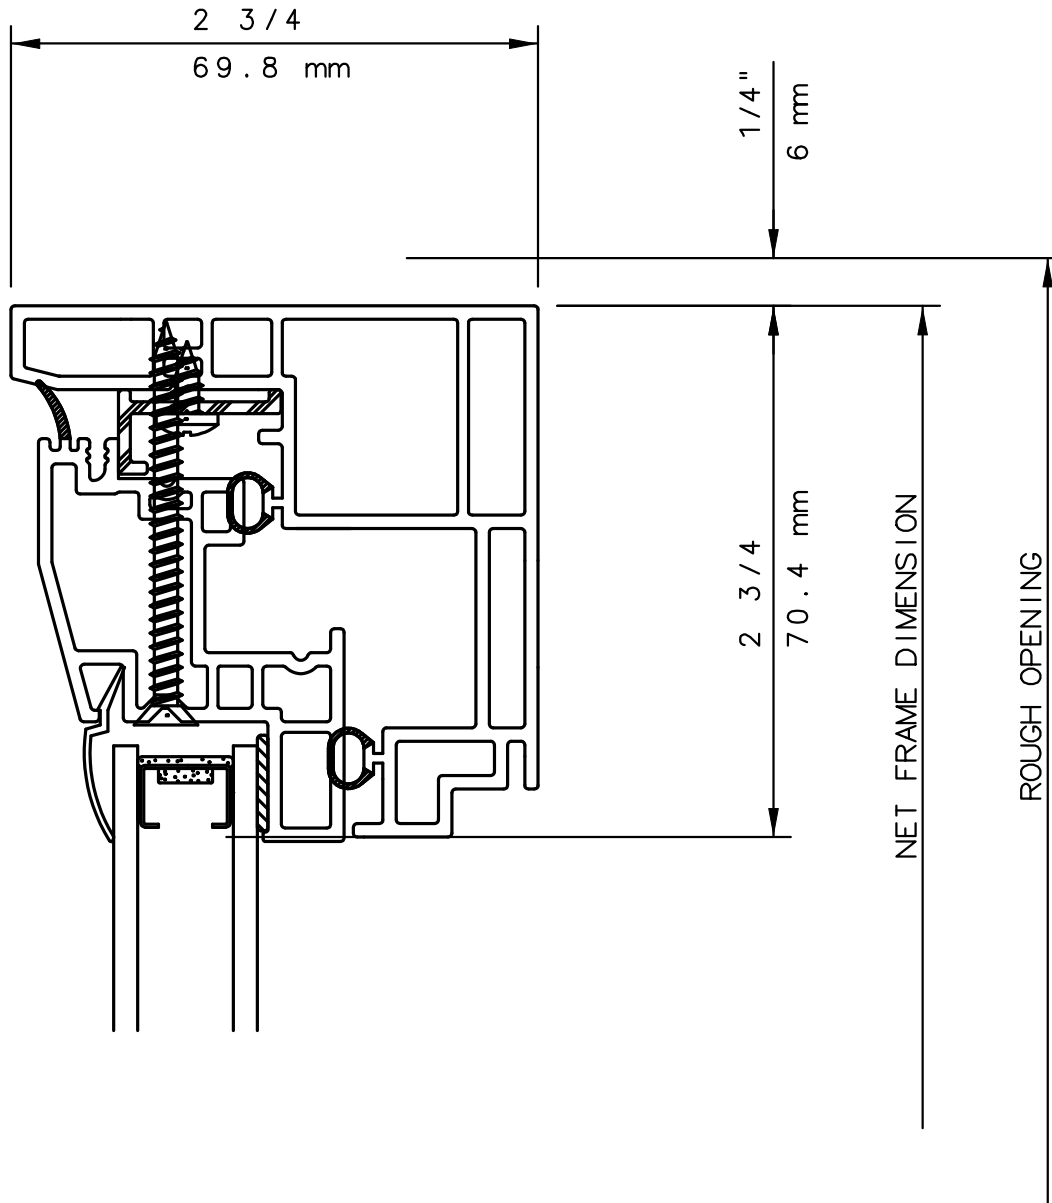 2 3/4
69.8 mm
1/4"
6 mm
2 3/4
70.4 mm
NET FRAME DIMENSION
ROUGH OPENING